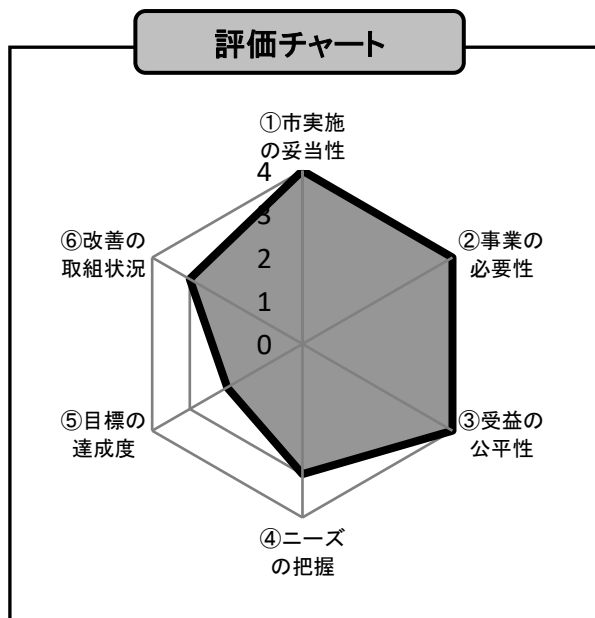 評価チャート
①市実施
の妥当性
4
3
2
1
0
②事業の
必要性
③受益の
公平性
④ニーズ
の把握
⑤目標の
達成度
⑥改善の
取組状況